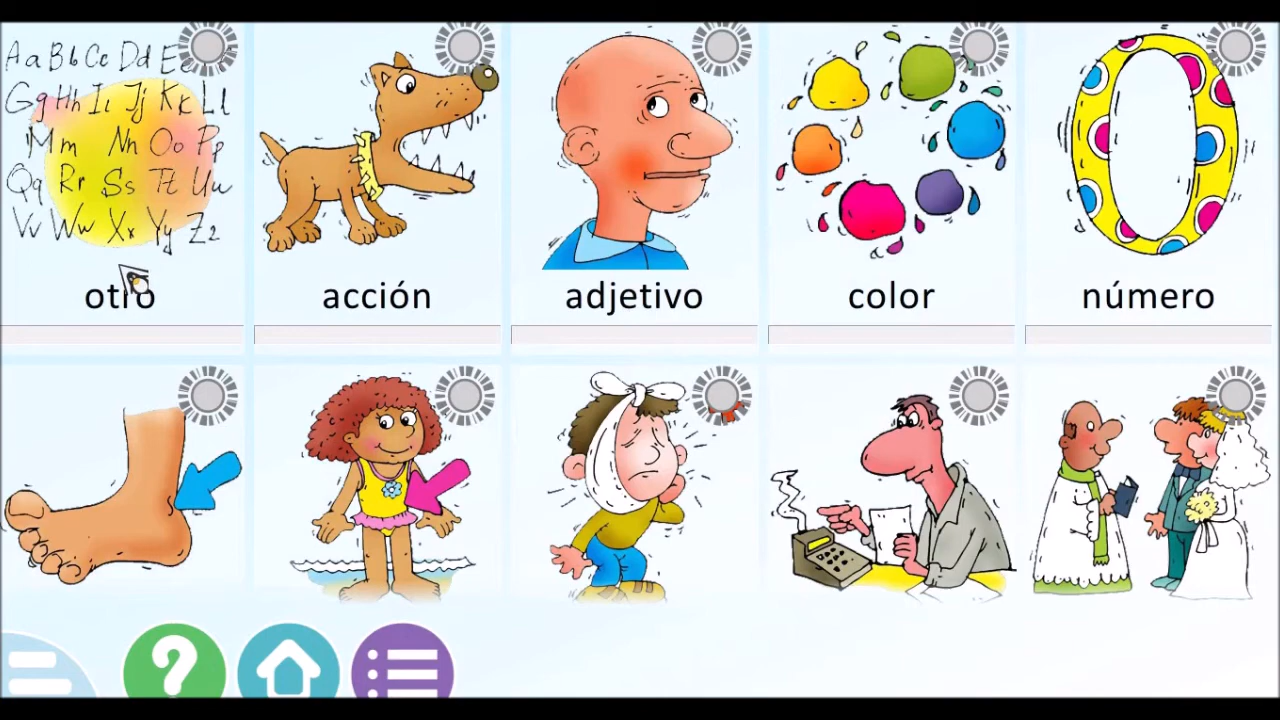 Aa Bb Cc Dd E
Gg Hh Ii Jj Kk Ll
Mm Nn Oo Pp
Qq Rr Ss Tt Uu
Vv Ww Xx Yy Zz
0
otro acción adjetivo color número
?